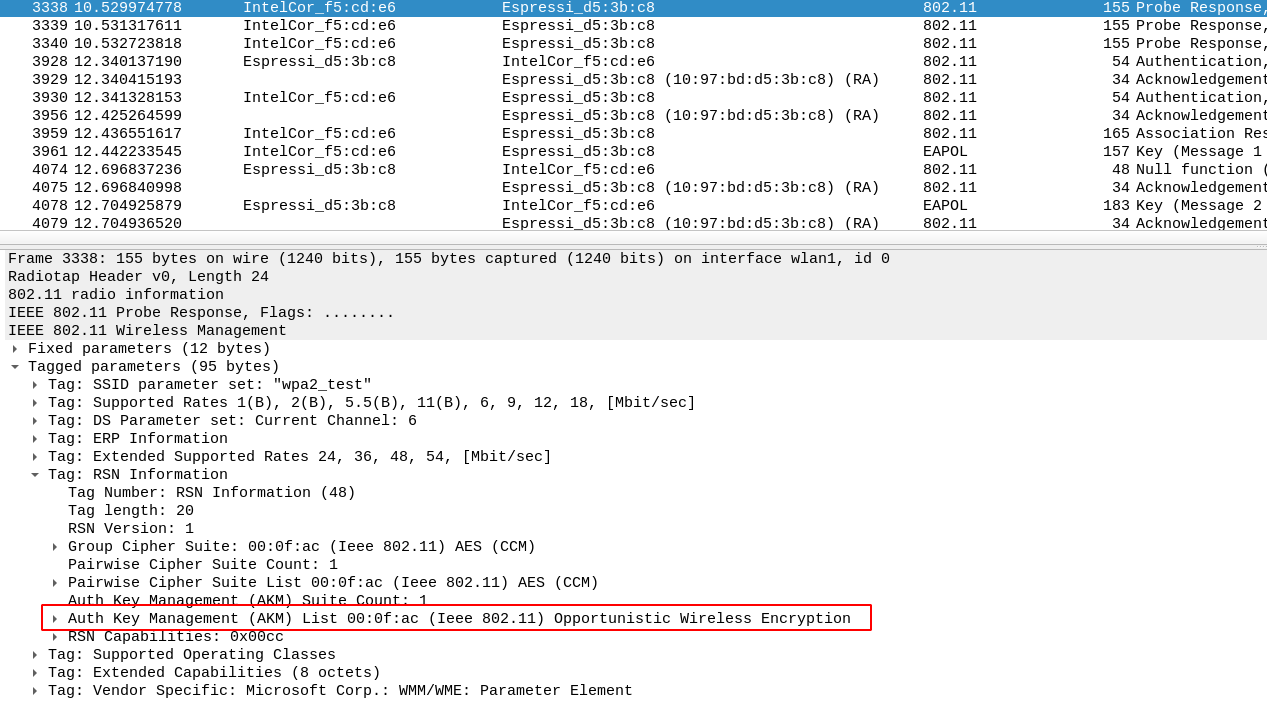 3338 10.529974778 IntelCor_f5:cd:e6 Espressi_d5:3b:c8 802.11 155 Probe Response,
3339 10.531317611 IntelCor_f5:cd:e6 Espressi_d5:3b:c8 802.11 155 Probe Response,
3340 10.532723818 IntelCor_f5:cd:e6 Espressi_d5:3b:c8 802.11 155 Probe Response,
3928 12.340137190 Espressi_d5:3b:c8 IntelCor_f5:cd:e6 802.11 54 Authentication,
3929 12.340415193 Espressi_d5:3b:c8 (10:97:bd:d5:3b:c8) (RA) 802.11 34 Acknowledgement
3930 12.341328153 IntelCor_f5:cd:e6 Espressi_d5:3b:c8 802.11 54 Authentication,
3956 12.425264599 Espressi_d5:3b:c8 (10:97:bd:d5:3b:c8) (RA) 802.11 34 Acknowledgement
3959 12.436551617 IntelCor_f5:cd:e6 Espressi_d5:3b:c8 802.11 165 Association Res
3961 12.442233545 IntelCor_f5:cd:e6 Espressi_d5:3b:c8 EAPOL 157 Key (Message 1
4074 12.696837236 Espressi_d5:3b:c8 IntelCor_f5:cd:e6 802.11 48 Null function (
4075 12.696840998 Espressi_d5:3b:c8 (10:97:bd:d5:3b:c8) (RA) 802.11 34 Acknowledgement
4078 12.704925879 Espressi_d5:3b:c8 IntelCor_f5:cd:e6 EAPOL 183 Key (Message 2
4079 12.704936520 Espressi_d5:3b:c8 (10:97:bd:d5:3b:c8) (RA) 802.11 34 Acknowledgement
Frame 3338: 155 bytes on wire (1240 bits), 155 bytes captured (1240 bits) on interface wlan1, id 0
Radiotap Header v0, Length 24
802.11 radio information
IEEE 802.11 Probe Response, Flags: ........
IEEE 802.11 Wireless Management
Fixed parameters (12 bytes)
Tagged parameters (95 bytes)
Tag: SSID parameter set: "wpa2_test"
Tag: Supported Rates 1(B), 2(B), 5.5(B), 11(B), 6, 9, 12, 18, [Mbit/sec]
Tag: DS Parameter set: Current Channel: 6
Tag: ERP Information
Tag: Extended Supported Rates 24, 36, 48, 54, [Mbit/sec]
Tag: RSN Information
Tag Number: RSN Information (48)
Tag length: 20
RSN Version: 1
Group Cipher Suite: 00:0f:ac (Ieee 802.11) AES (CCM)
Pairwise Cipher Suite Count: 1
Pairwise Cipher Suite List 00:0f:ac (Ieee 802.11) AES (CCM)
Auth Key Management (AKM) Suite Count: 1
Auth Key Management (AKM) List 00:0f:ac (Ieee 802.11) Opportunistic Wireless Encryption
RSN Capabilities: 0x00cc
Tag: Supported Operating Classes
Tag: Extended Capabilities (8 octets)
Tag: Vendor Specific: Microsoft Corp.: WMM/WME: Parameter Element